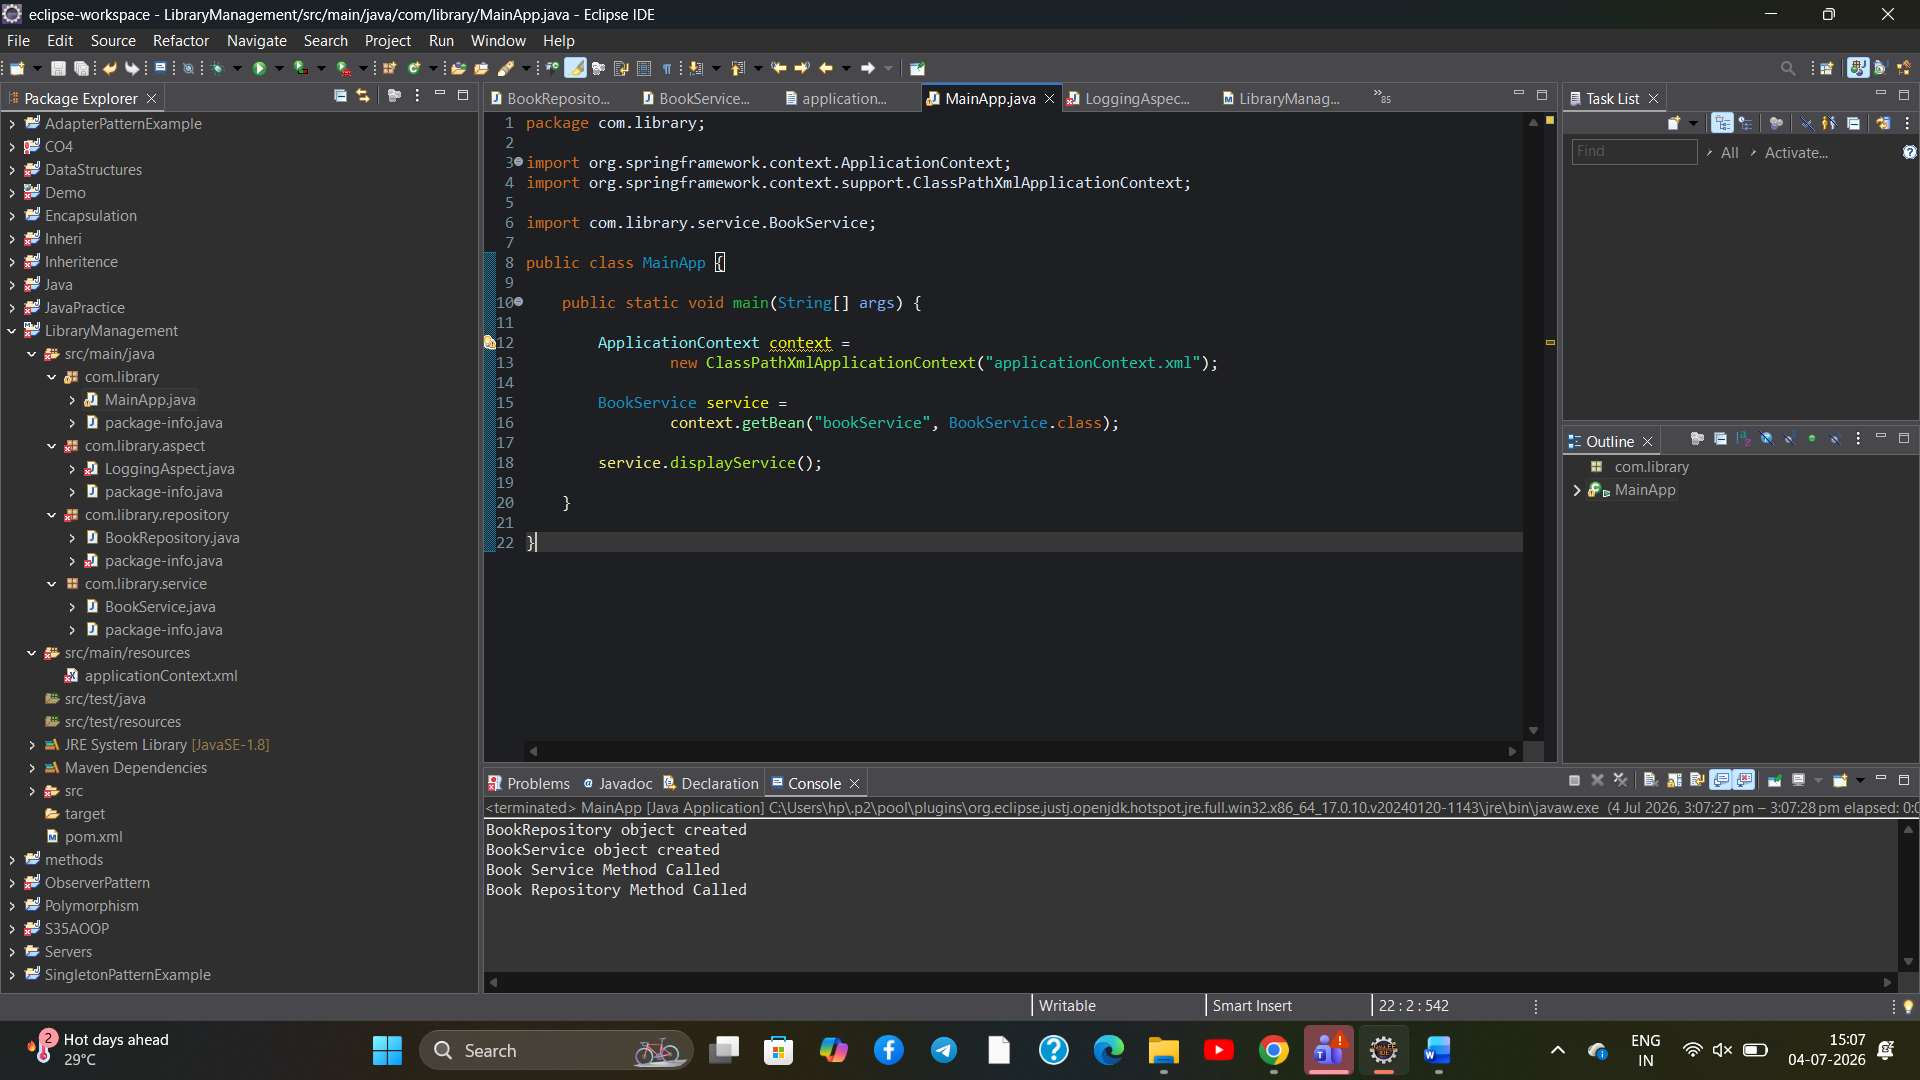 eclipse-workspace - LibraryManagement/src/main/java/com/library/MainApp.java - Eclipse IDE
File Edit Source Refactor Navigate Search Project Run Window Help
Package Explorer
AdapterPatternExample
CO4
DataStructures
Demo
Encapsulation
Inheri
Inheritence
Java
JavaPractice
LibraryManagement
src/main/java
com.library
MainApp.java
package-info.java
com.library.aspect
LoggingAspect.java
package-info.java
com.library.repository
BookRepository.java
package-info.java
com.library.service
BookService.java
package-info.java
src/main/resources
applicationContext.xml
src/test/java
src/test/resources
JRE System Library [JavaSE-1.8]
Maven Dependencies
src
target
pom.xml
methods
ObserverPattern
Polymorphism
S35AOOP
Servers
SingletonPatternExample
BookReposito... BookService... application... MainApp.java LoggingAspec... LibraryManag... »85
1 package com.library;
2
3 import org.springframework.context.ApplicationContext;
4 import org.springframework.context.support.ClassPathXmlApplicationContext;
5
6 import com.library.service.BookService;
7
8 public class MainApp {
9
10 public static void main(String[] args) {
11
12 ApplicationContext context =
13 new ClassPathXmlApplicationContext("applicationContext.xml");
14
15 BookService service =
16 context.getBean("bookService", BookService.class);
17
18 service.displayService();
19
20 }
21
22 }
Task List
Find All Activate...
Outline
com.library
MainApp
Problems @ Javadoc Declaration Console
<terminated> MainApp [Java Application] C:\Users\hp\.p2\pool\plugins\org.eclipse.justj.openjdk.hotspot.jre.full.win32.x86_64_17.0.10.v20240120-1143\jre\bin\javaw.exe (4 Jul 2026, 3:07:27 pm – 3:07:28 pm elapsed: 0:0
BookRepository object created
BookService object created
Book Service Method Called
Book Repository Method Called
Writable Smart Insert 22 : 2 : 542
2
Hot days ahead
29°C
Search
ENG
IN
15:07
04-07-2026